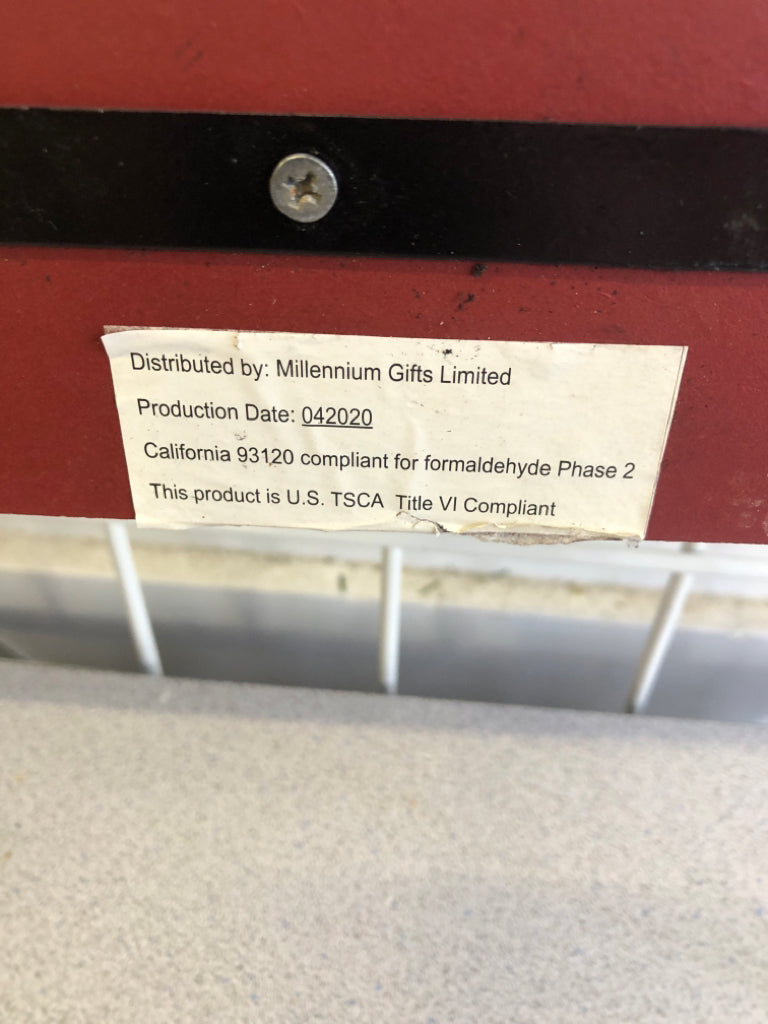 Distributed by: Millennium Gifts Limited
Production Date: 042020
California 93120 compliant for formaldehyde Phase 2
This product is U.S. TSCA Title VI Compliant